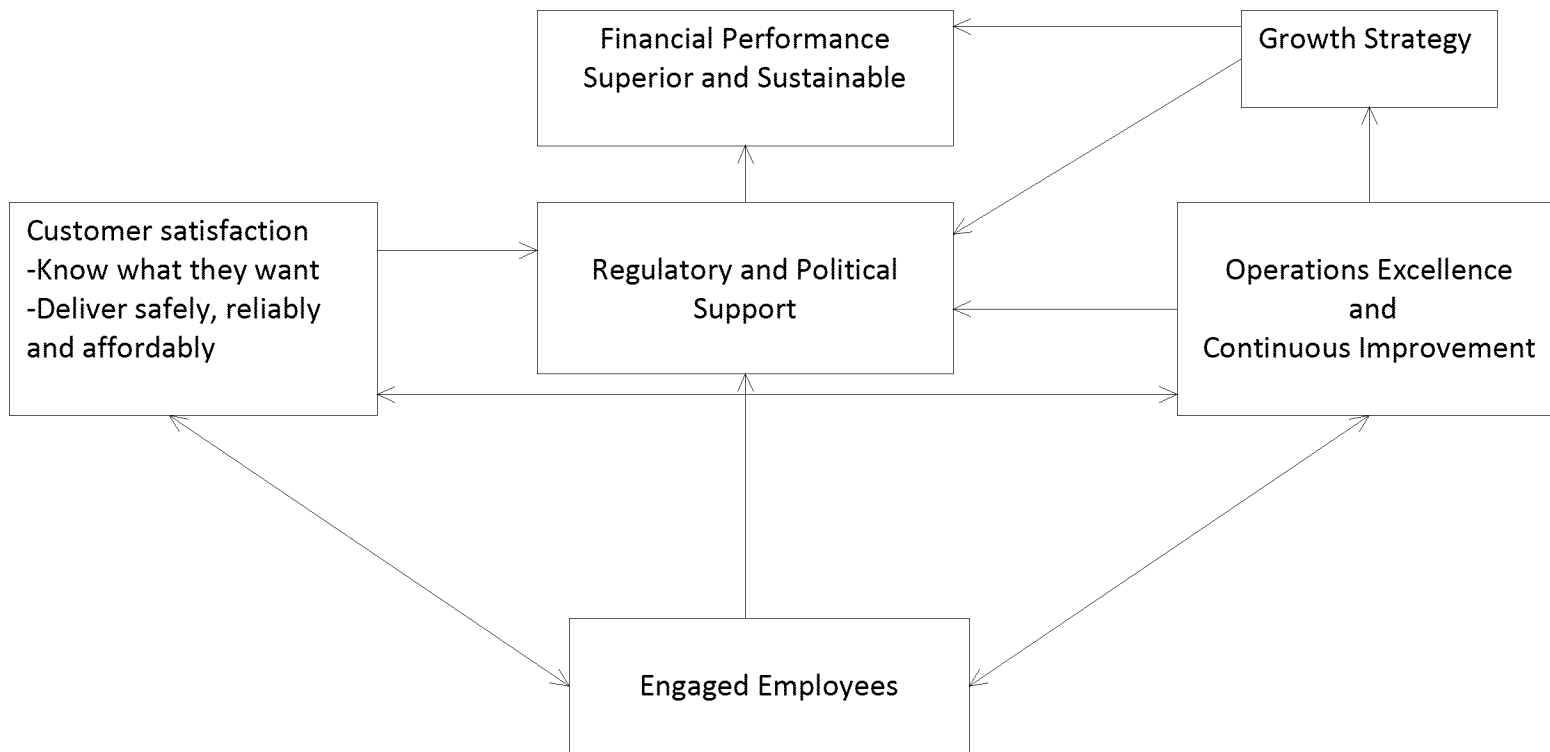 Financial Performance
Superior and Sustainable
Growth Strategy
Customer satisfaction
-Know what they want
-Deliver safely, reliably
and affordably
Regulatory and Political
Support
Operations Excellence
and
Continuous Improvement
Engaged Employees